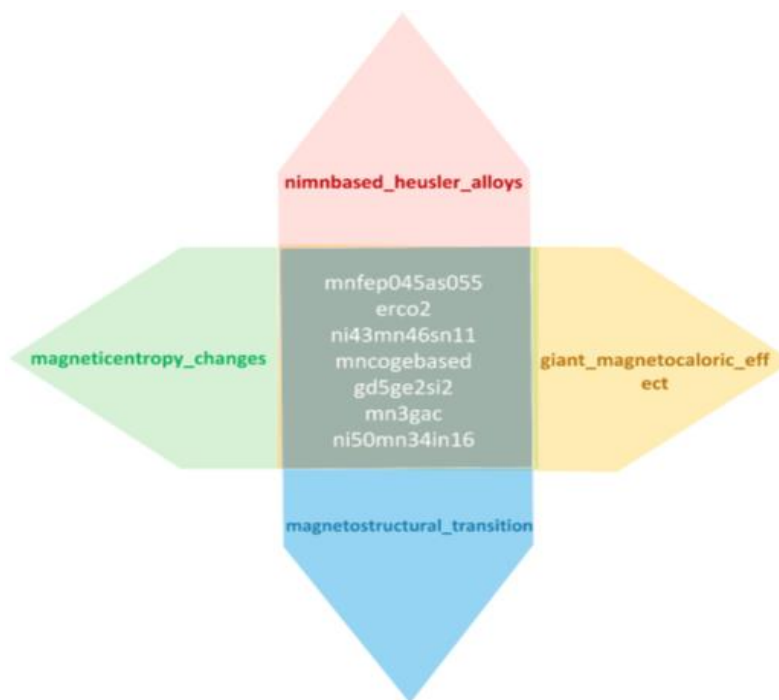 nimnbased_heusler_alloys
mnfep045as055
erco2
ni43mn46sn11
mncogebased
gd5ge2si2
mn3gac
ni50mn34in16
magneticentropy_changes
giant_magnetocaloric_eff
ect
magnetostructural_transition